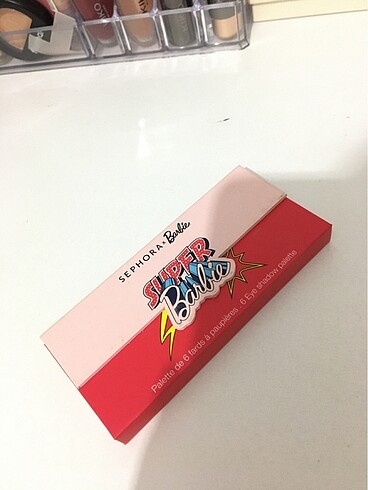 SEPHORA x Barbie
SUPER
Barbie
Palette de 6 fards à paupières . 6 Eye shadow palette